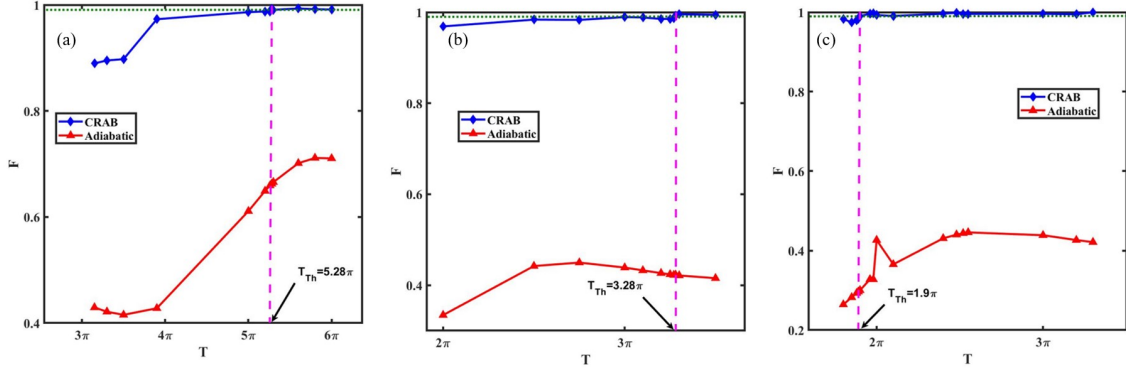 (a)
1
0.8
0.6
0.4
F
CRAB
Adiabatic
T_Th=5.28π
3π 4π 5π 6π
T
(b)
1
0.8
0.6
0.4
F
CRAB
Adiabatic
T_Th=3.28π
2π 3π
T
(c)
1
0.8
0.6
0.4
0.2
F
CRAB
Adiabatic
T_Th=1.9π
2π 3π
T